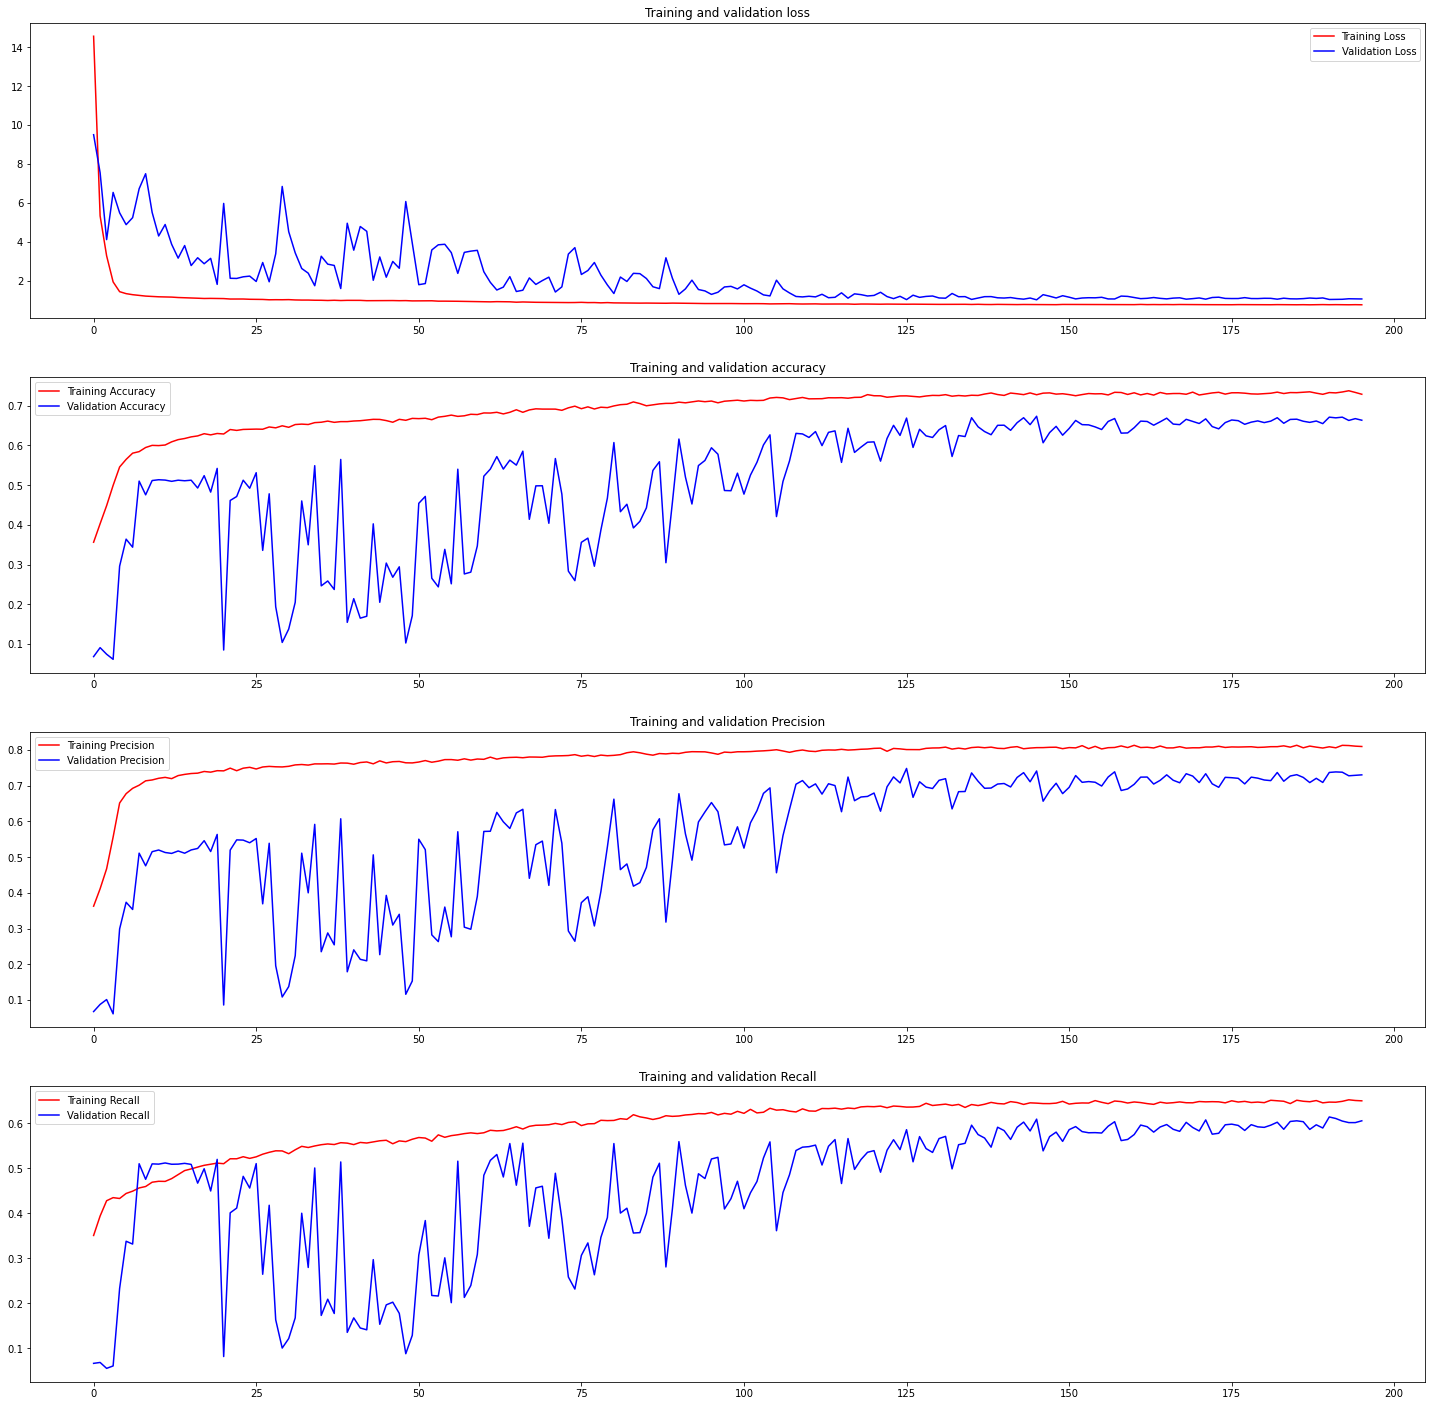 Training and validation loss
Training Loss
Validation Loss
14
12
10
8
6
4
2
0 25 50 75 100 125 150 175 200
Training and validation accuracy
Training Accuracy
Validation Accuracy
0.7
0.6
0.5
0.4
0.3
0.2
0.1
0 25 50 75 100 125 150 175 200
Training and validation Precision
Training Precision
Validation Precision
0.8
0.7
0.6
0.5
0.4
0.3
0.2
0.1
0 25 50 75 100 125 150 175 200
Training and validation Recall
Training Recall
Validation Recall
0.6
0.5
0.4
0.3
0.2
0.1
0 25 50 75 100 125 150 175 200